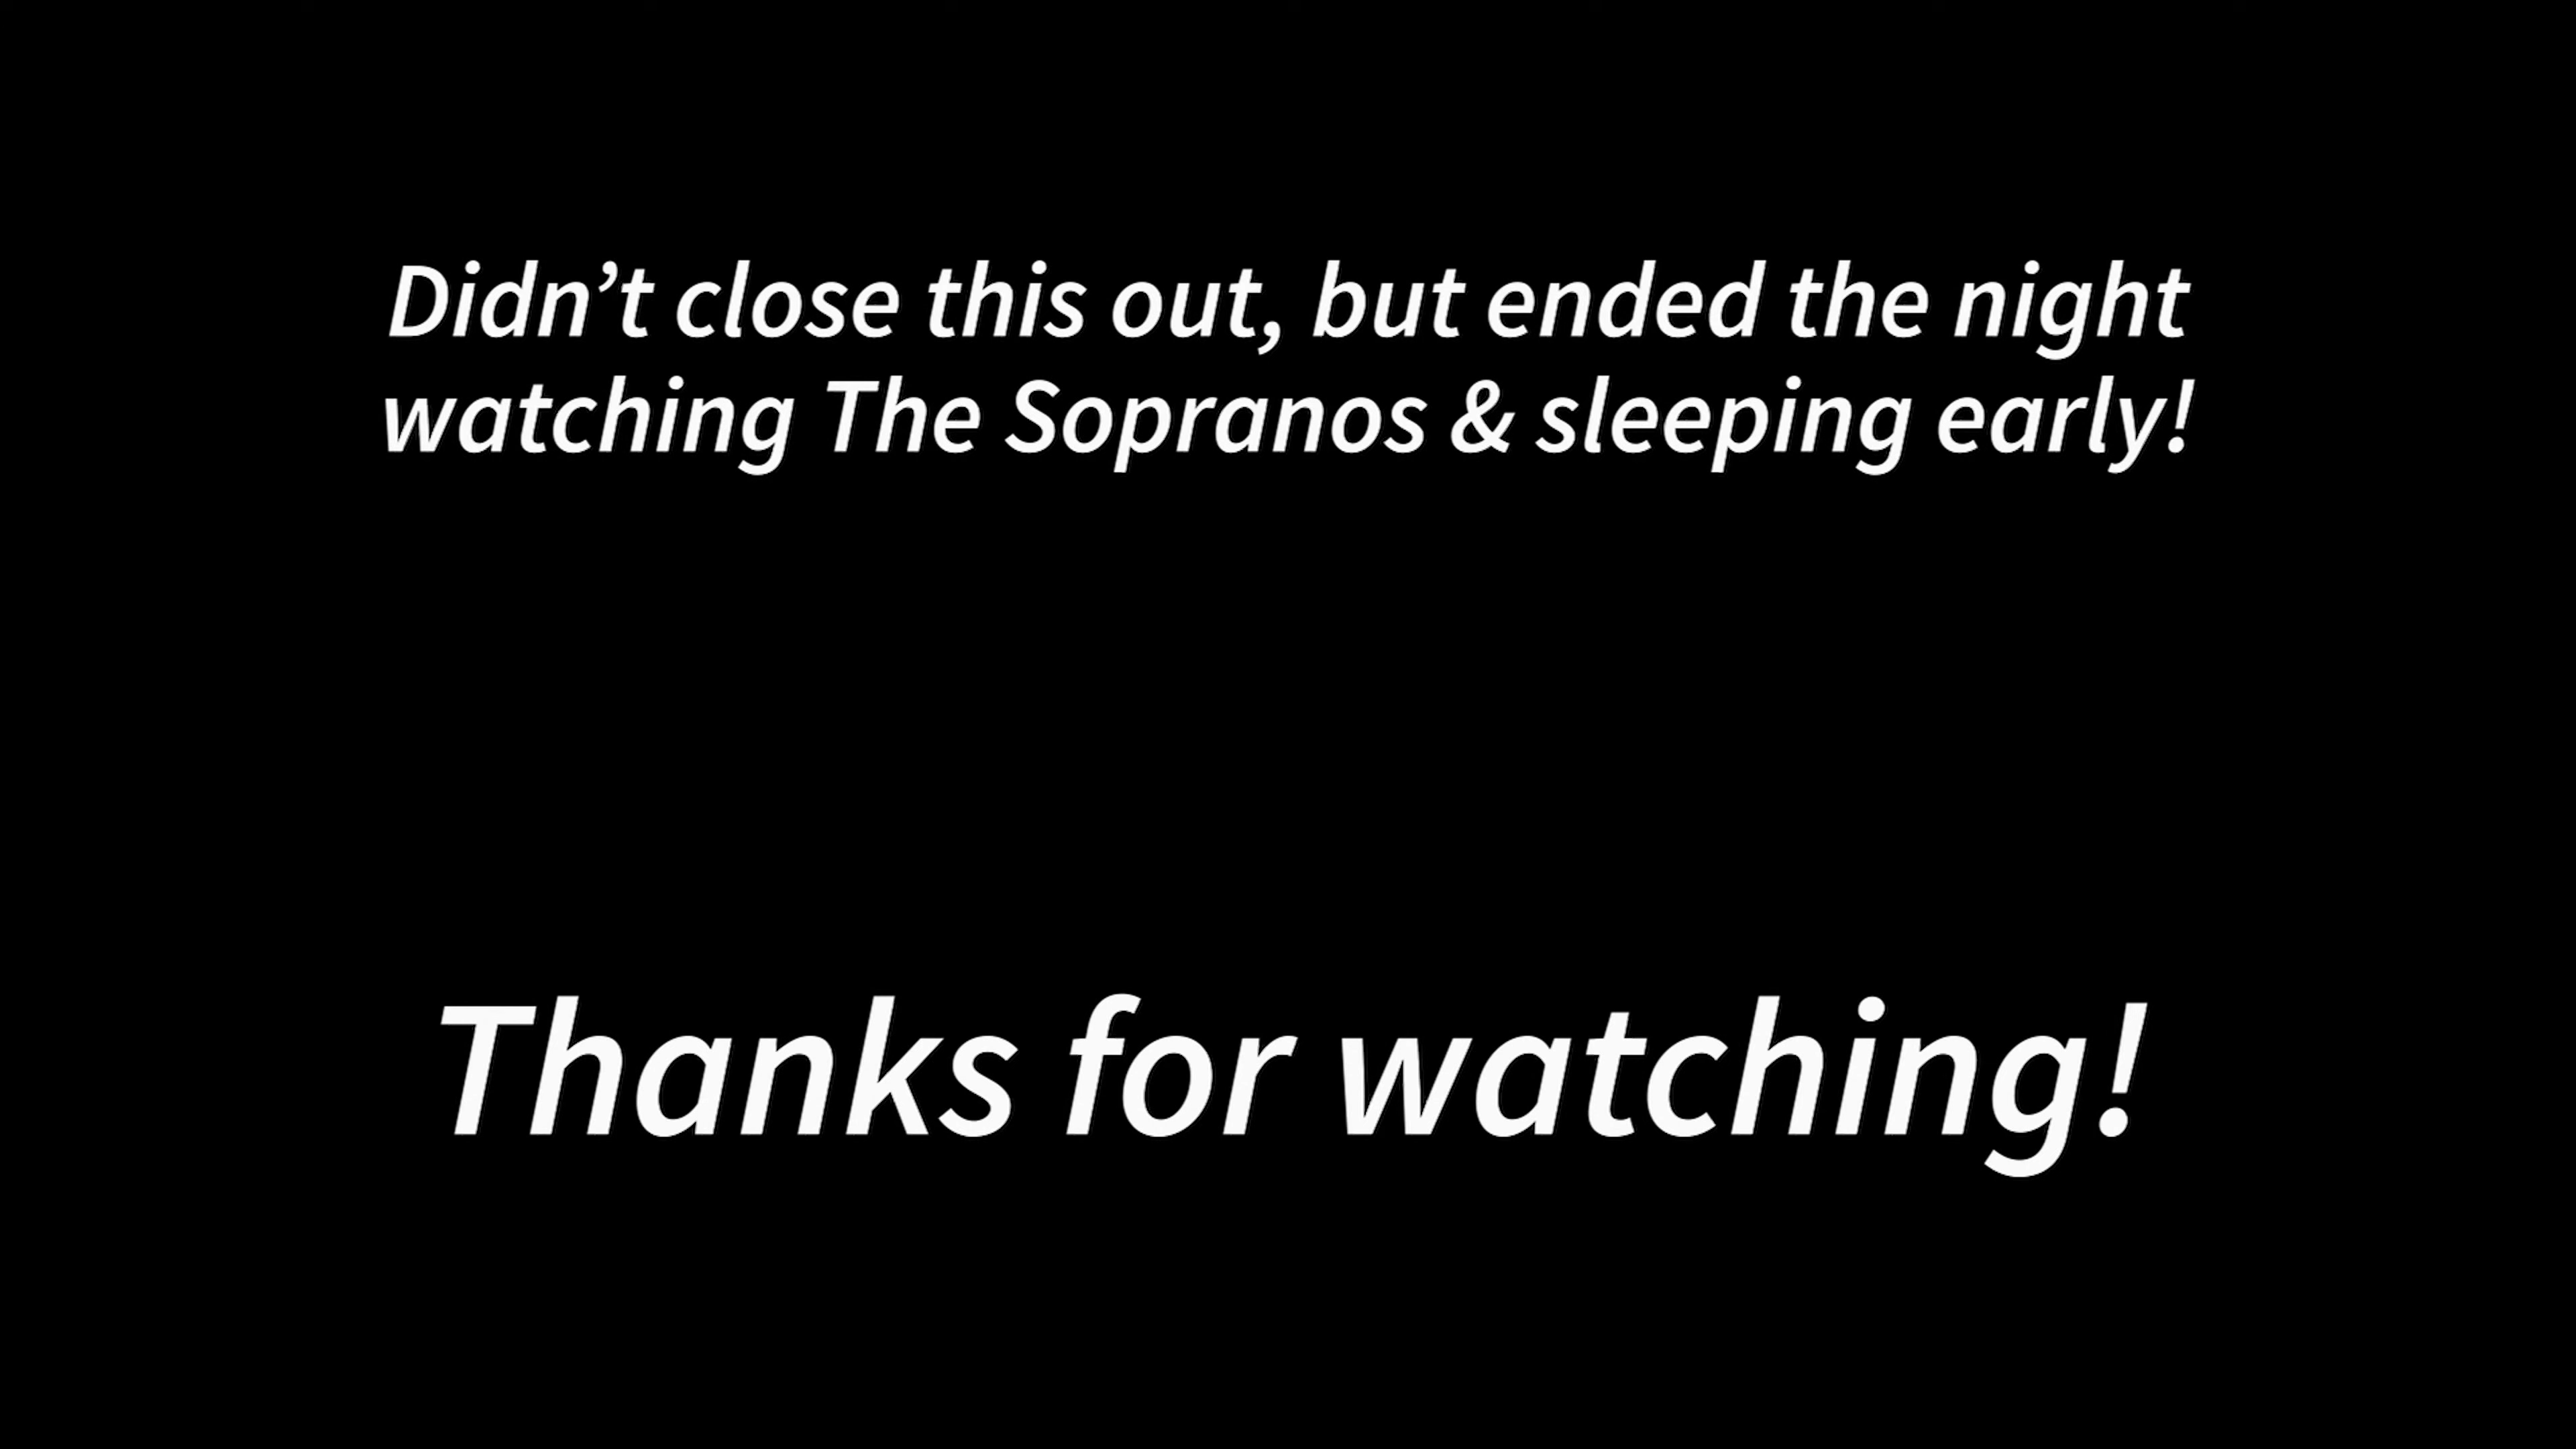 Didn’t close this out, but ended the night
watching The Sopranos & sleeping early!
Thanks for watching!